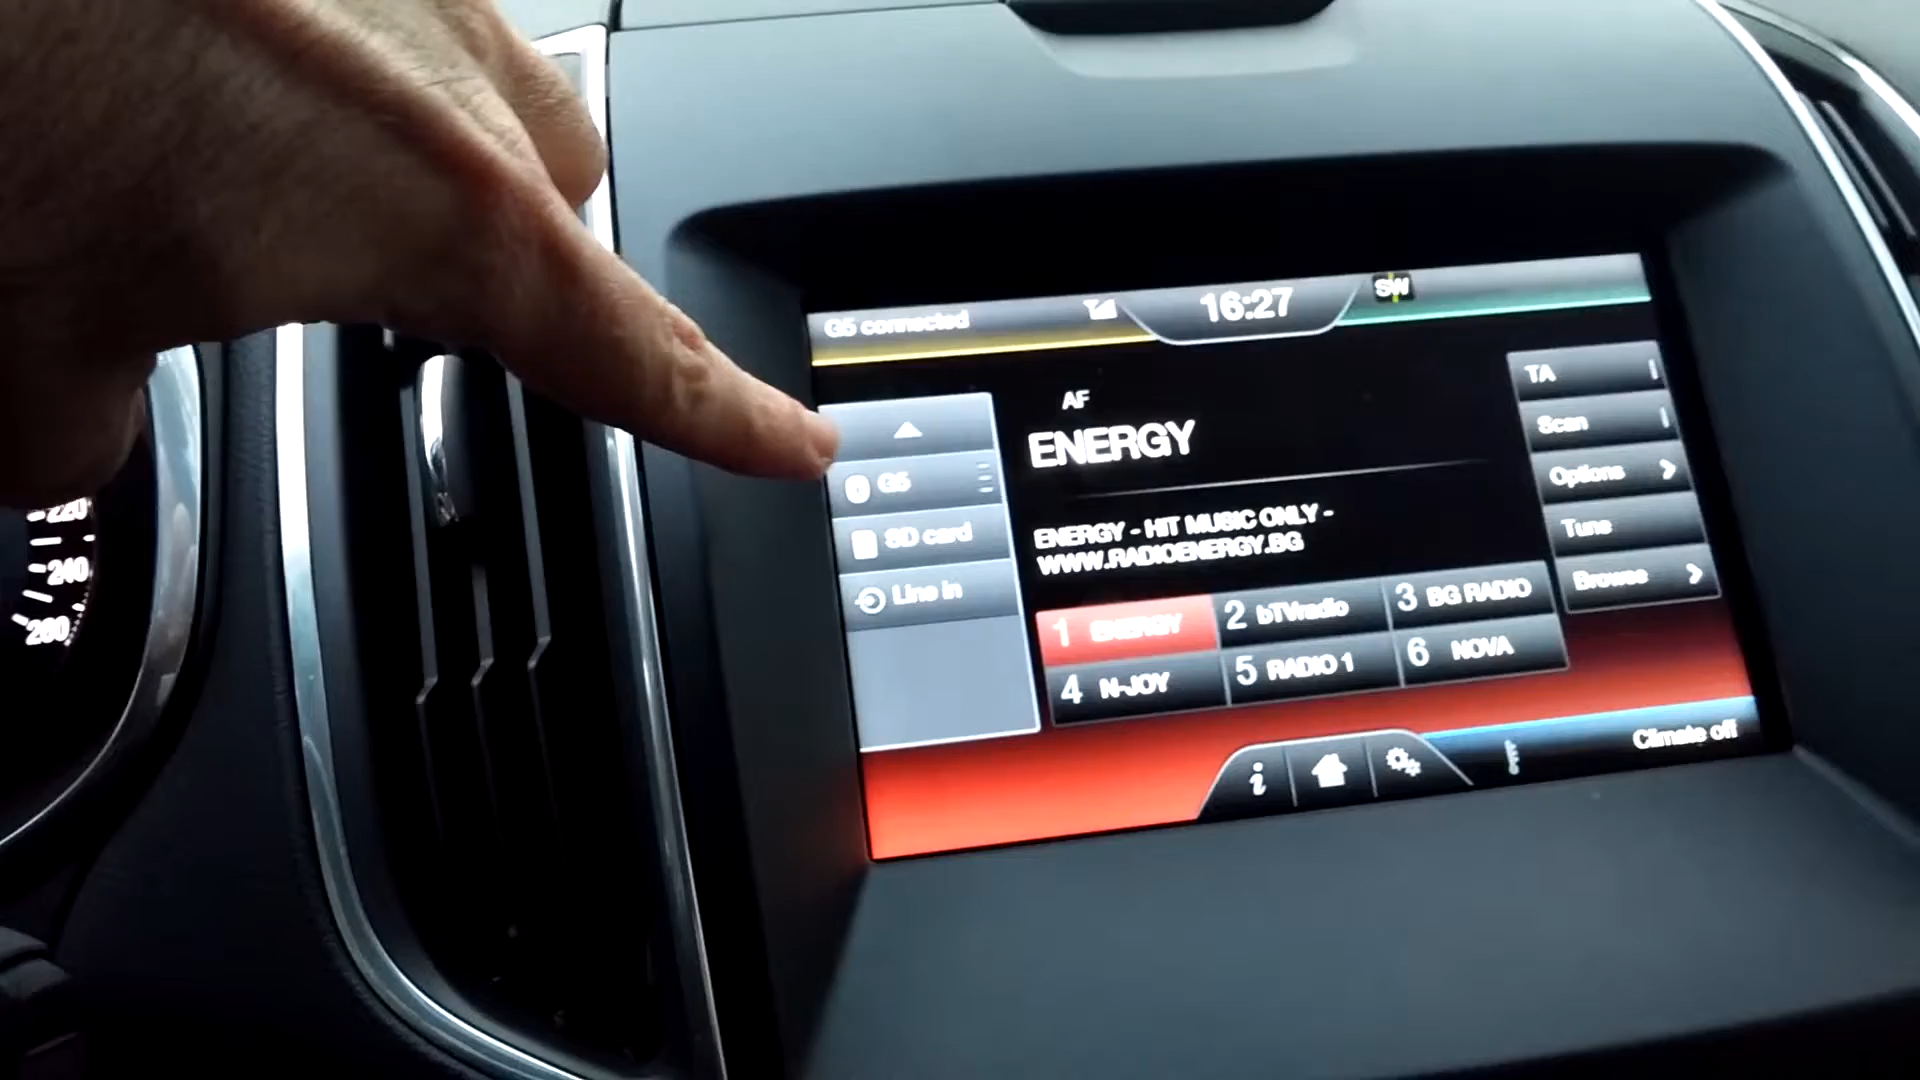 G5 connected
16:27
SW
AF
ENERGY
ENERGY - HIT MUSIC ONLY -
WWW.RADIOENERGY.BG
G5
SD card
Line in
TA
Scan
Options
Tune
Browse
1 ENERGY
2 bTVradio
3 BG RADIO
4 N-JOY
5 RADIO 1
6 NOVA
i
Climate off
220
240
260